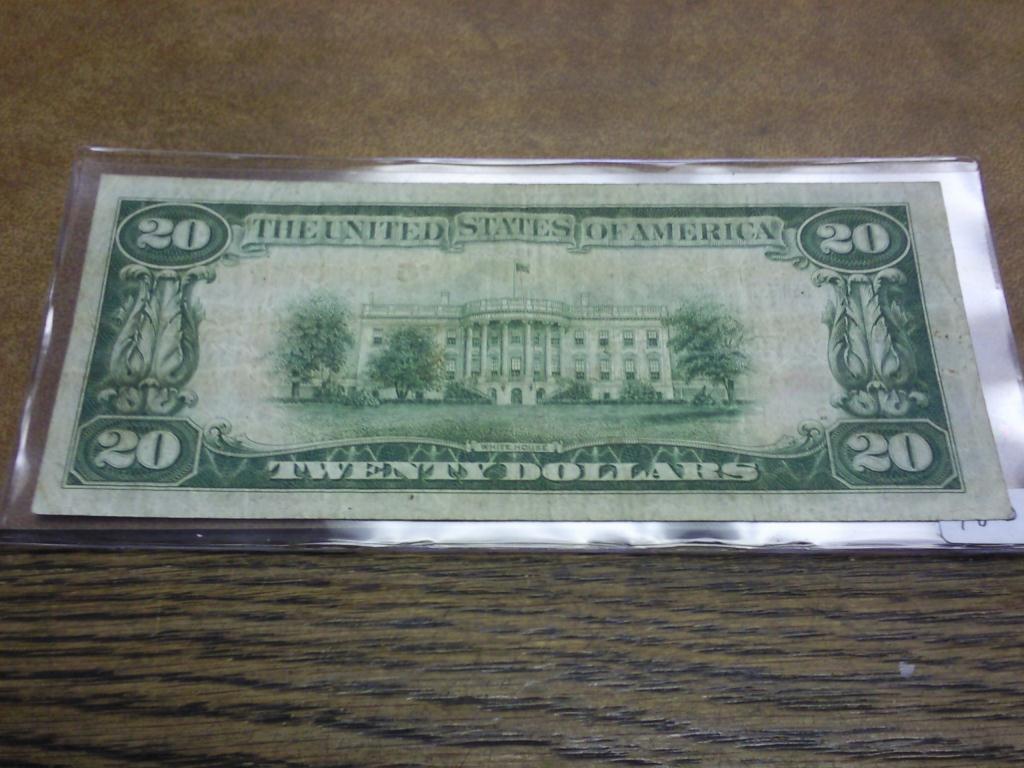 20 THE UNITED STATES OF AMERICA 20
WHITE HOUSE
20 TWENTY DOLLARS 20